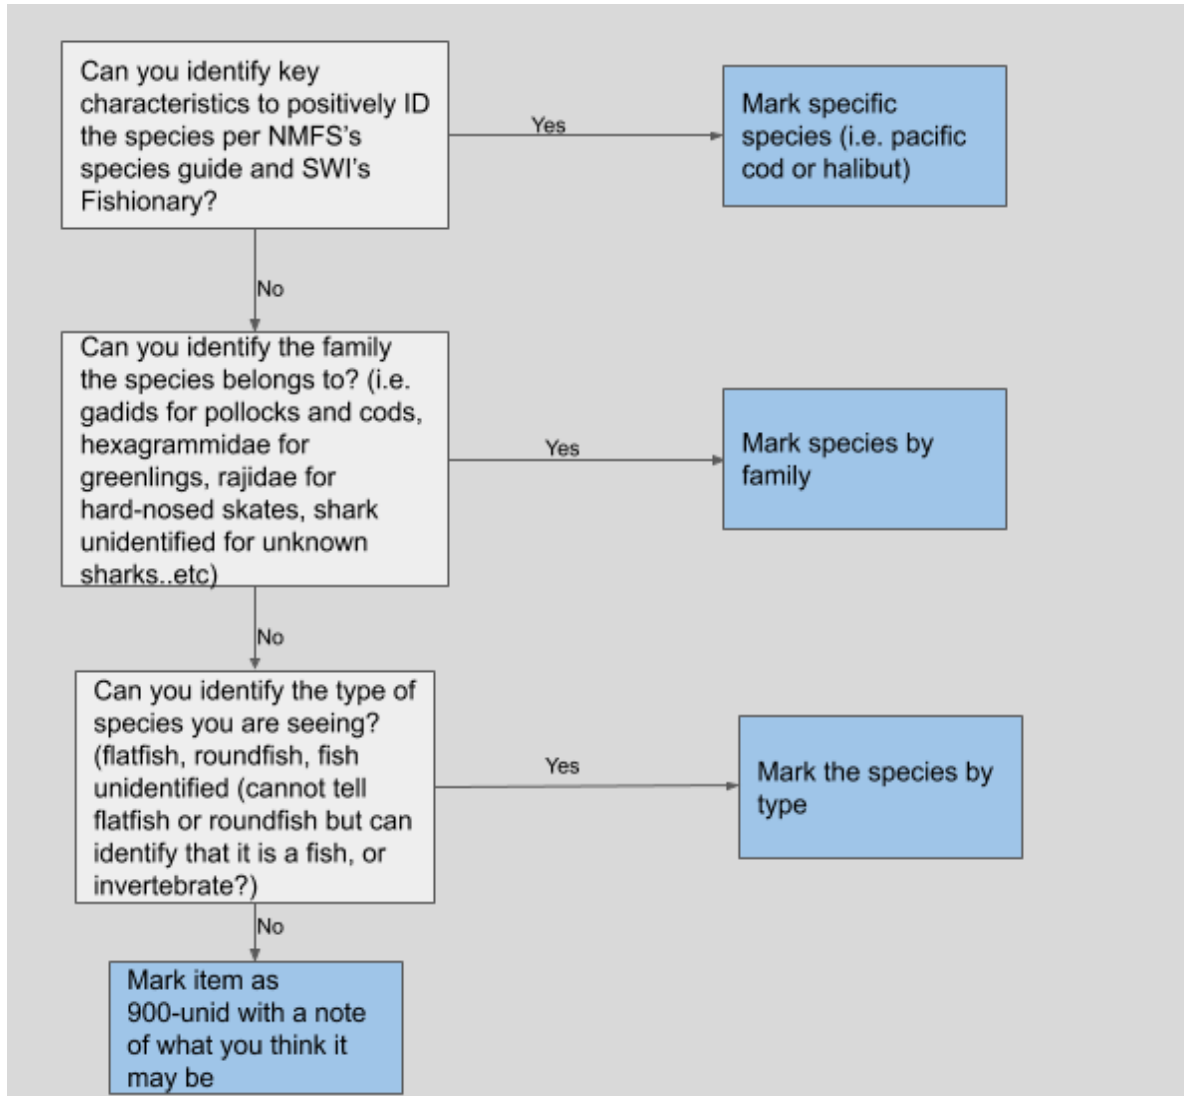 Can you identify key
characteristics to positively ID
the species per NMFS's
species guide and SWI's
Fishionary?
Yes
Mark specific
species (i.e. pacific
cod or halibut)
No
Can you identify the family
the species belongs to? (i.e.
gadids for pollocks and cods,
hexagrammidae for
greenlings, rajidae for
hard-nosed skates, shark
unidentified for unknown
sharks..etc)
Yes
Mark species by
family
No
Can you identify the type of
species you are seeing?
(flatfish, roundfish, fish
unidentified (cannot tell
flatfish or roundfish but can
identify that it is a fish, or
invertebrate?)
Yes
Mark the species by
type
No
Mark item as
900-unid with a note
of what you think it
may be